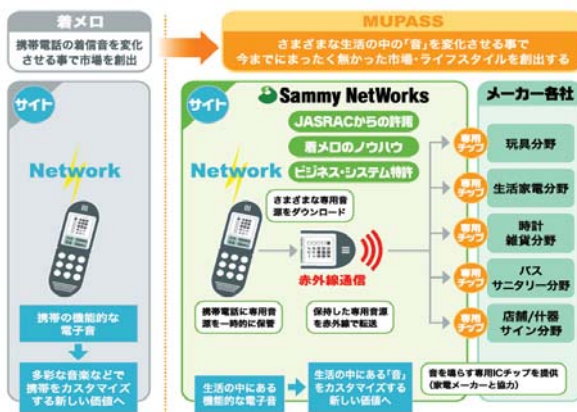 着メロ
携帯電話の着信音を変化
させる事で市場を創出
サイト
Network
携帯の機能的な
電子音
多彩な音楽などで
携帯をカスタマイズ
する新しい価値へ
MUPASS
さまざまな生活の中の「音」を変化させる事で
今までにまったく無かった市場・ライフスタイルを創出する
サイト
Sammy NetWorks
JASRACからの許諾
着メロのノウハウ
ビジネス・システム特許
Network
さまざまな専用音
源をダウンロード
赤外線通信
携帯電話に専用音
源を一時的に保管
保持した専用音源
を赤外線で転送
生活の中にある
機能的な電子音
生活の中にある「音」
をカスタマイズする
新しい価値へ
メーカー各社
専用
チップ
玩具分野
専用
チップ
生活家電分野
専用
チップ
時計
雑貨分野
専用
チップ
バス
サニタリー分野
専用
チップ
店舗/什器
サイン分野
音を鳴らす専用ICチップを提供
(家電メーカーと協力)